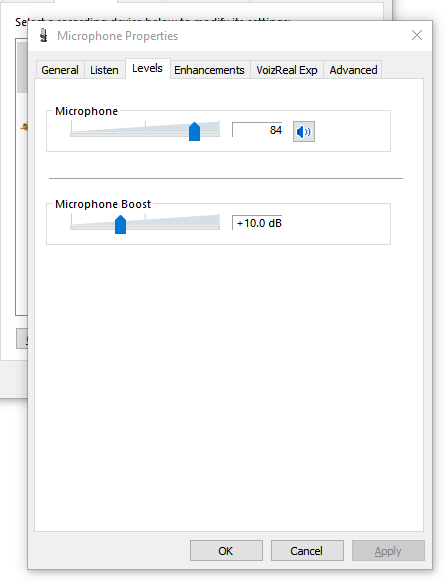 Select a recording device below to modify its settings:
Microphone Properties
General Listen Levels Enhancements VoizReal Exp Advanced
Microphone
84
Microphone Boost
+10.0 dB
OK Cancel Apply